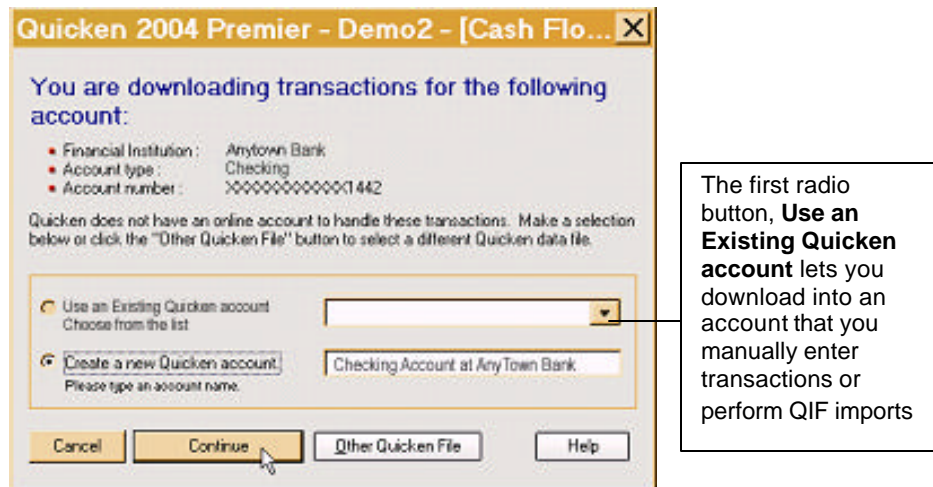 Quicken 2004 Premier - Demo2 - [Cash Flo...
You are downloading transactions for the following
account:
• Financial Institution : Anytown Bank
• Account type : Checking
• Account number : XXXXXXXXXXXX1442
Quicken does not have an online account to handle these transactions. Make a selection
below or click the "Other Quicken File" button to select a different Quicken data file.
Use an Existing Quicken account
Choose from the list
Create a new Quicken account. Checking Account at AnyTown Bank
Please type an account name.
Cancel Continue Other Quicken File Help
The first radio
button, Use an
Existing Quicken
account lets you
download into an
account that you
manually enter
transactions or
perform QIF imports